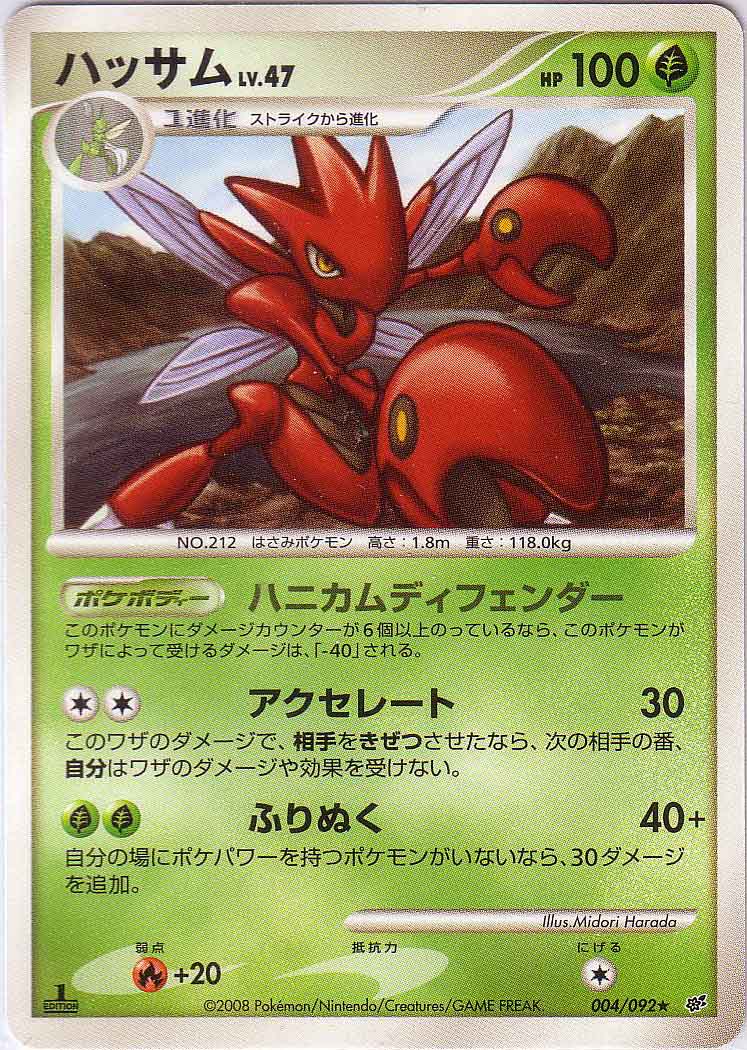 ハッサム LV.47 HP 100
1進化 ストライクから進化
NO.212 はさみポケモン 高さ：1.8m 重さ：118.0kg
ポケボディー ハニカムディフェンダー
このポケモンにダメージカウンターが6個以上のっているなら、このポケモンが
ワザによって受けるダメージは、「-40」される。
アクセレート 30
このワザのダメージで、相手をきぜつさせたなら、次の相手の番、
自分はワザのダメージや効果を受けない。
ふりぬく 40+
自分の場にポケパワーを持つポケモンがいないなら、30ダメージ
を追加。
Illus.Midori Harada
弱点 抵抗力 にげる
+20
1 EDITION ©2008 Pokémon/Nintendo/Creatures/GAME FREAK. 004/092★